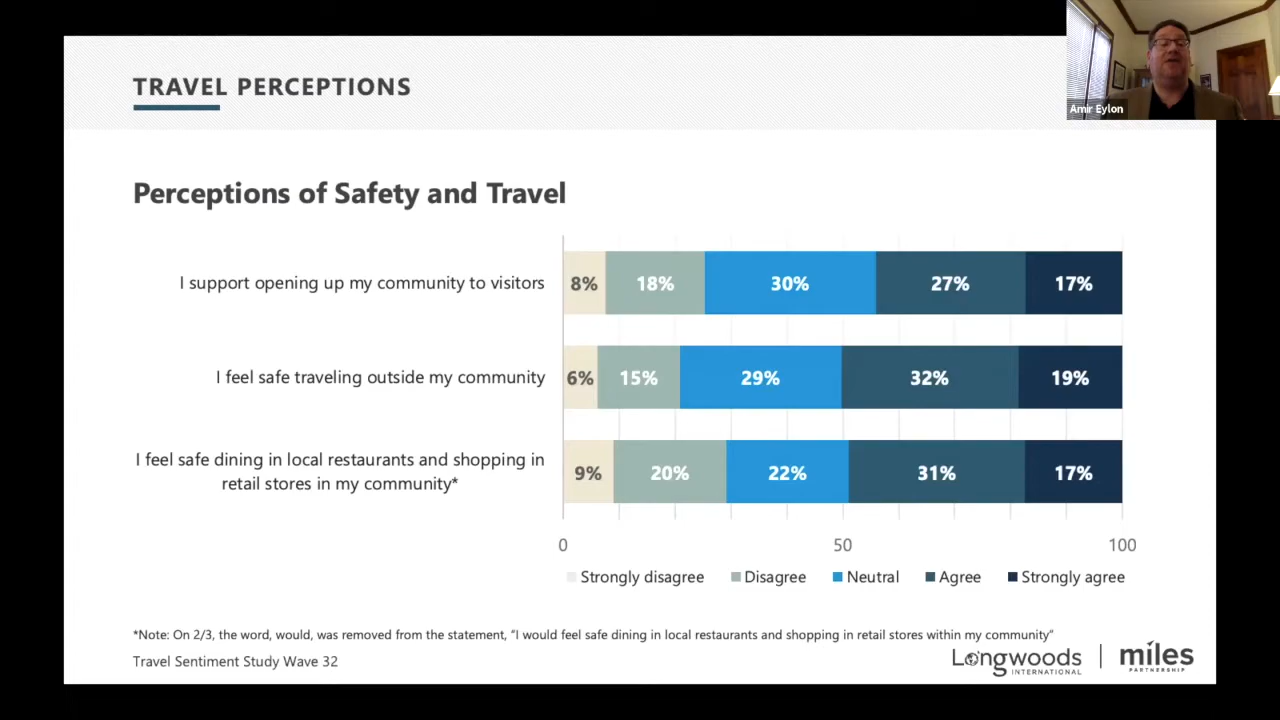 TRAVEL PERCEPTIONS
Amir Eylon
Perceptions of Safety and Travel
I support opening up my community to visitors
8% 18% 30% 27% 17%
I feel safe traveling outside my community
6% 15% 29% 32% 19%
I feel safe dining in local restaurants and shopping in
retail stores in my community*
9% 20% 22% 31% 17%
0 50 100
Strongly disagree Disagree Neutral Agree Strongly agree
*Note: On 2/3, the word, would, was removed from the statement, "I would feel safe dining in local restaurants and shopping in retail stores within my community"
Travel Sentiment Study Wave 32
Longwoods
INTERNATIONAL
miles
PARTNERSHIP